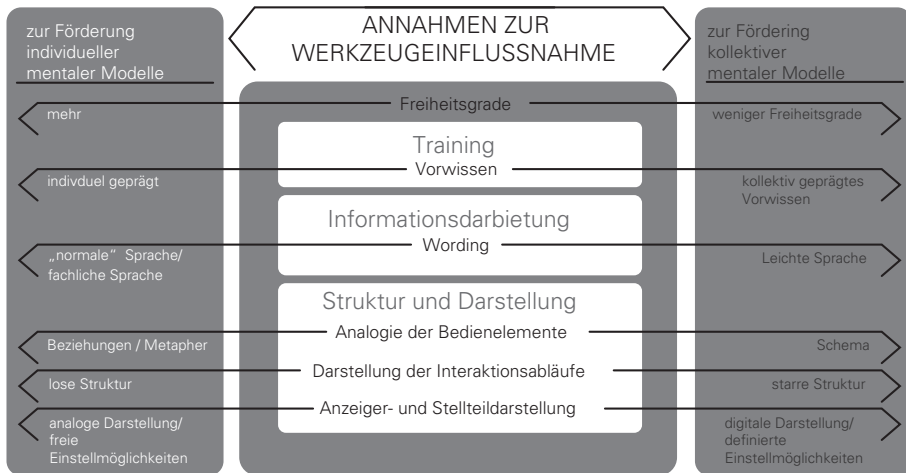 zur Förderung
individueller
mentaler Modelle
ANNAHMEN ZUR
WERKZEUGEINFLUSSNAHME
zur Fördering
kollektiver
mentaler Modelle
mehr
Freiheitsgrade
weniger Freiheitsgrade
Training
Vorwissen
indivduel geprägt
kollektiv geprägtes
Vorwissen
Informationsdarbietung
Wording
„normale“ Sprache/
fachliche Sprache
Leichte Sprache
Struktur und Darstellung
Analogie der Bedienelemente
Beziehungen / Metapher
Schema
Darstellung der Interaktionsabläufe
lose Struktur
starre Struktur
Anzeiger- und Stellteildarstellung
analoge Darstellung/
freie
Einstellmöglichkeiten
digitale Darstellung/
definierte
Einstellmöglichkeiten